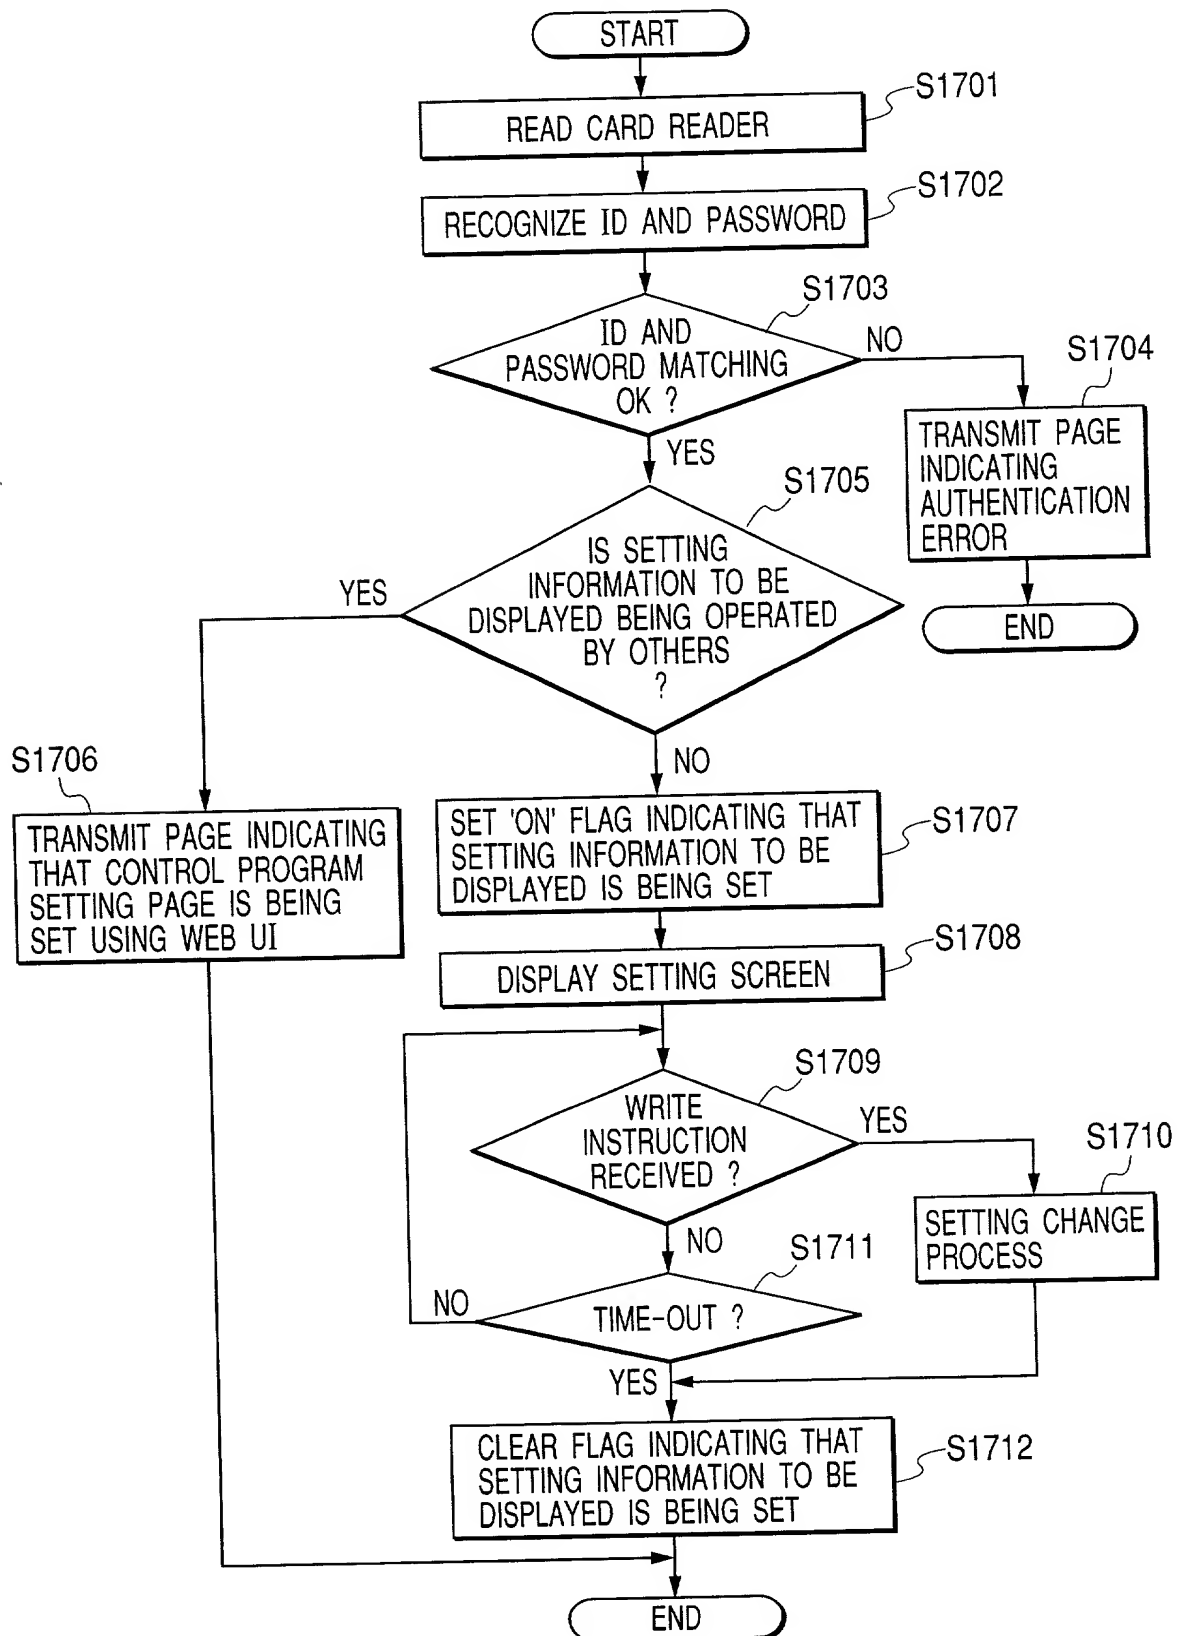 START
S1701
READ CARD READER
S1702
RECOGNIZE ID AND PASSWORD
S1703
ID AND
PASSWORD MATCHING
OK ?
NO
S1704
TRANSMIT PAGE
INDICATING
AUTHENTICATION
ERROR
END
YES
S1705
IS SETTING
INFORMATION TO BE
DISPLAYED BEING OPERATED
BY OTHERS
?
YES
S1706
TRANSMIT PAGE INDICATING
THAT CONTROL PROGRAM
SETTING PAGE IS BEING
SET USING WEB UI
NO
S1707
SET 'ON' FLAG INDICATING THAT
SETTING INFORMATION TO BE
DISPLAYED IS BEING SET
S1708
DISPLAY SETTING SCREEN
S1709
WRITE
INSTRUCTION
RECEIVED ?
YES
S1710
SETTING CHANGE
PROCESS
NO
S1711
TIME-OUT ?
NO
YES
S1712
CLEAR FLAG INDICATING THAT
SETTING INFORMATION TO BE
DISPLAYED IS BEING SET
END